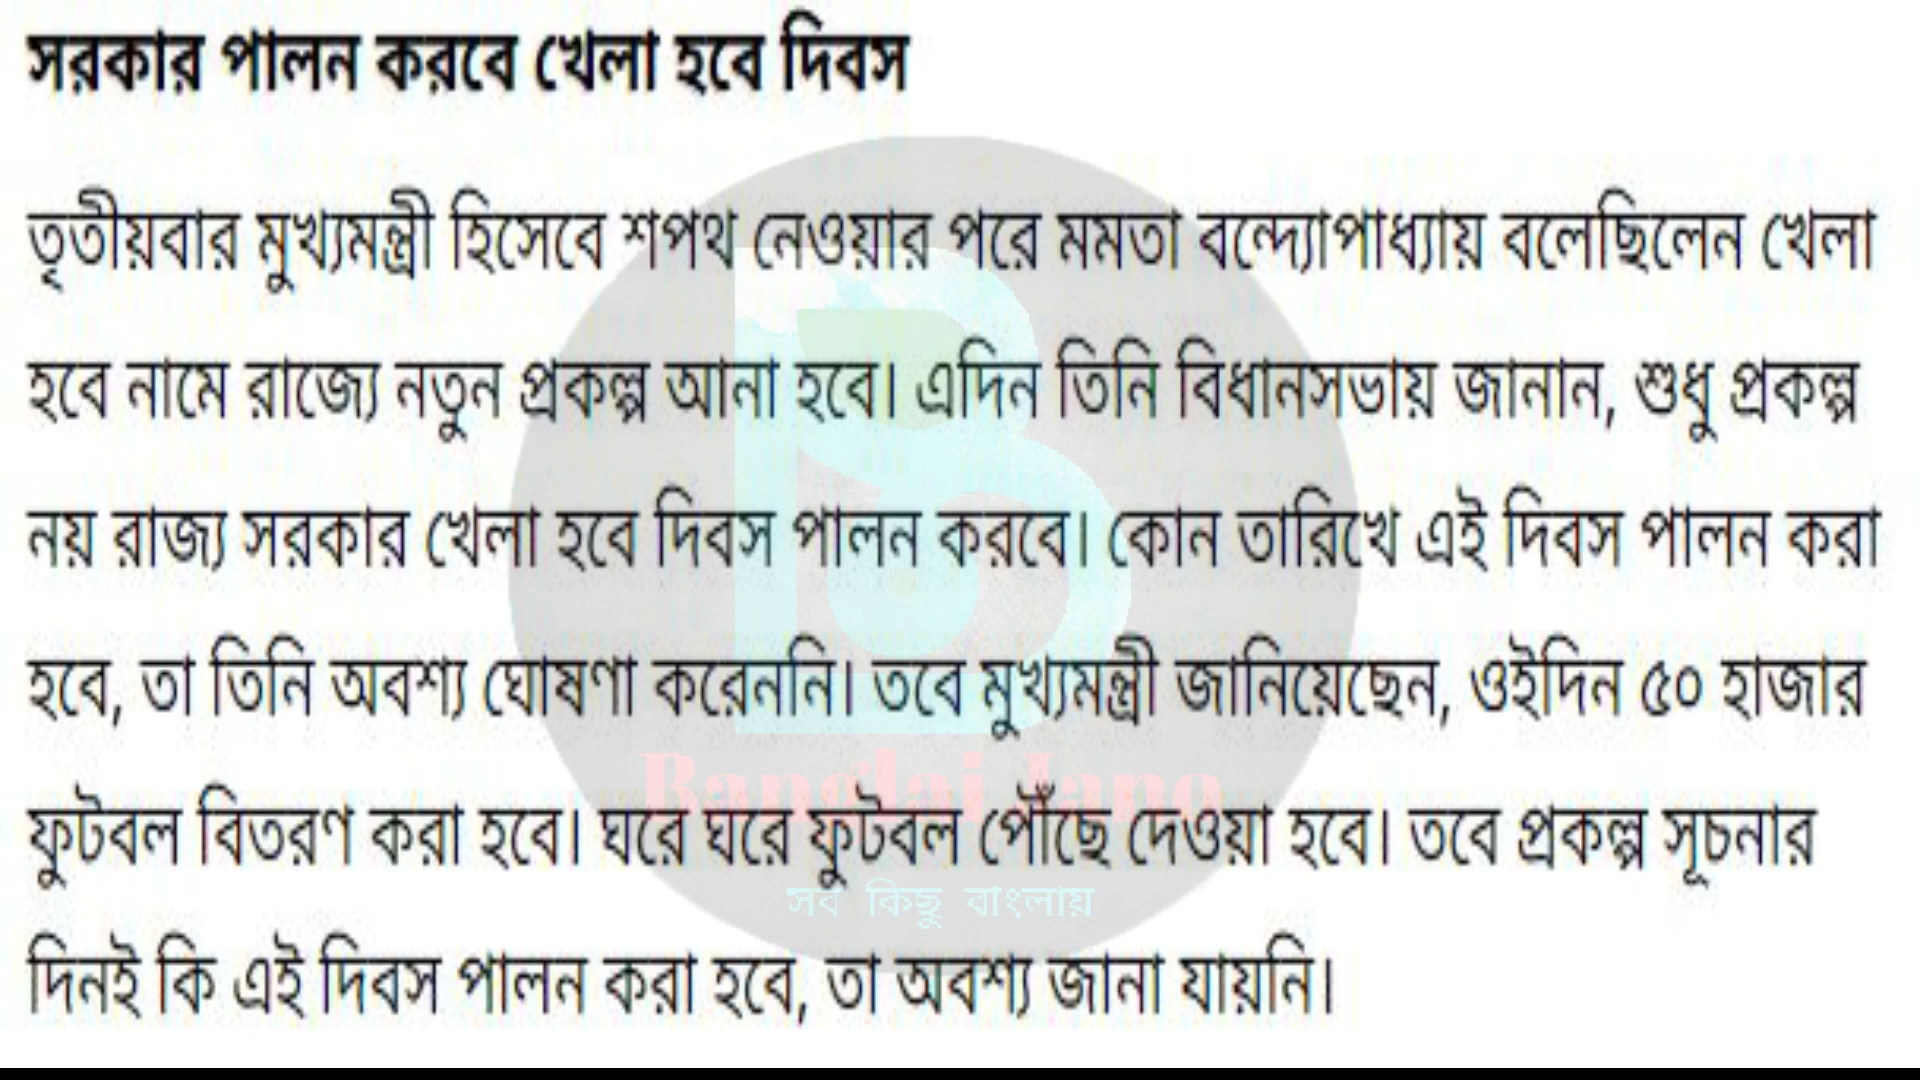 সরকার পালন করবে খেলা হবে দিবস
তৃতীয়বার মুখ্যমন্ত্রী হিসেবে শপথ নেওয়ার পরে মমতা বন্দ্যোপাধ্যায় বলেছিলেন খেলা
হবে নামে রাজ্যে নতুন প্রকল্প আনা হবে। এদিন তিনি বিধানসভায় জানান, শুধু প্রকল্প
নয় রাজ্য সরকার খেলা হবে দিবস পালন করবে। কোন তারিখে এই দিবস পালন করা
হবে, তা তিনি অবশ্য ঘোষণা করেননি। তবে মুখ্যমন্ত্রী জানিয়েছেন, ওইদিন ৫০ হাজার
Banglai Jano
ফুটবল বিতরণ করা হবে। ঘরে ঘরে ফুটবল পৌঁছে দেওয়া হবে। তবে প্রকল্প সূচনার
সব কিছু বাংলায়
দিনই কি এই দিবস পালন করা হবে, তা অবশ্য জানা যায়নি।